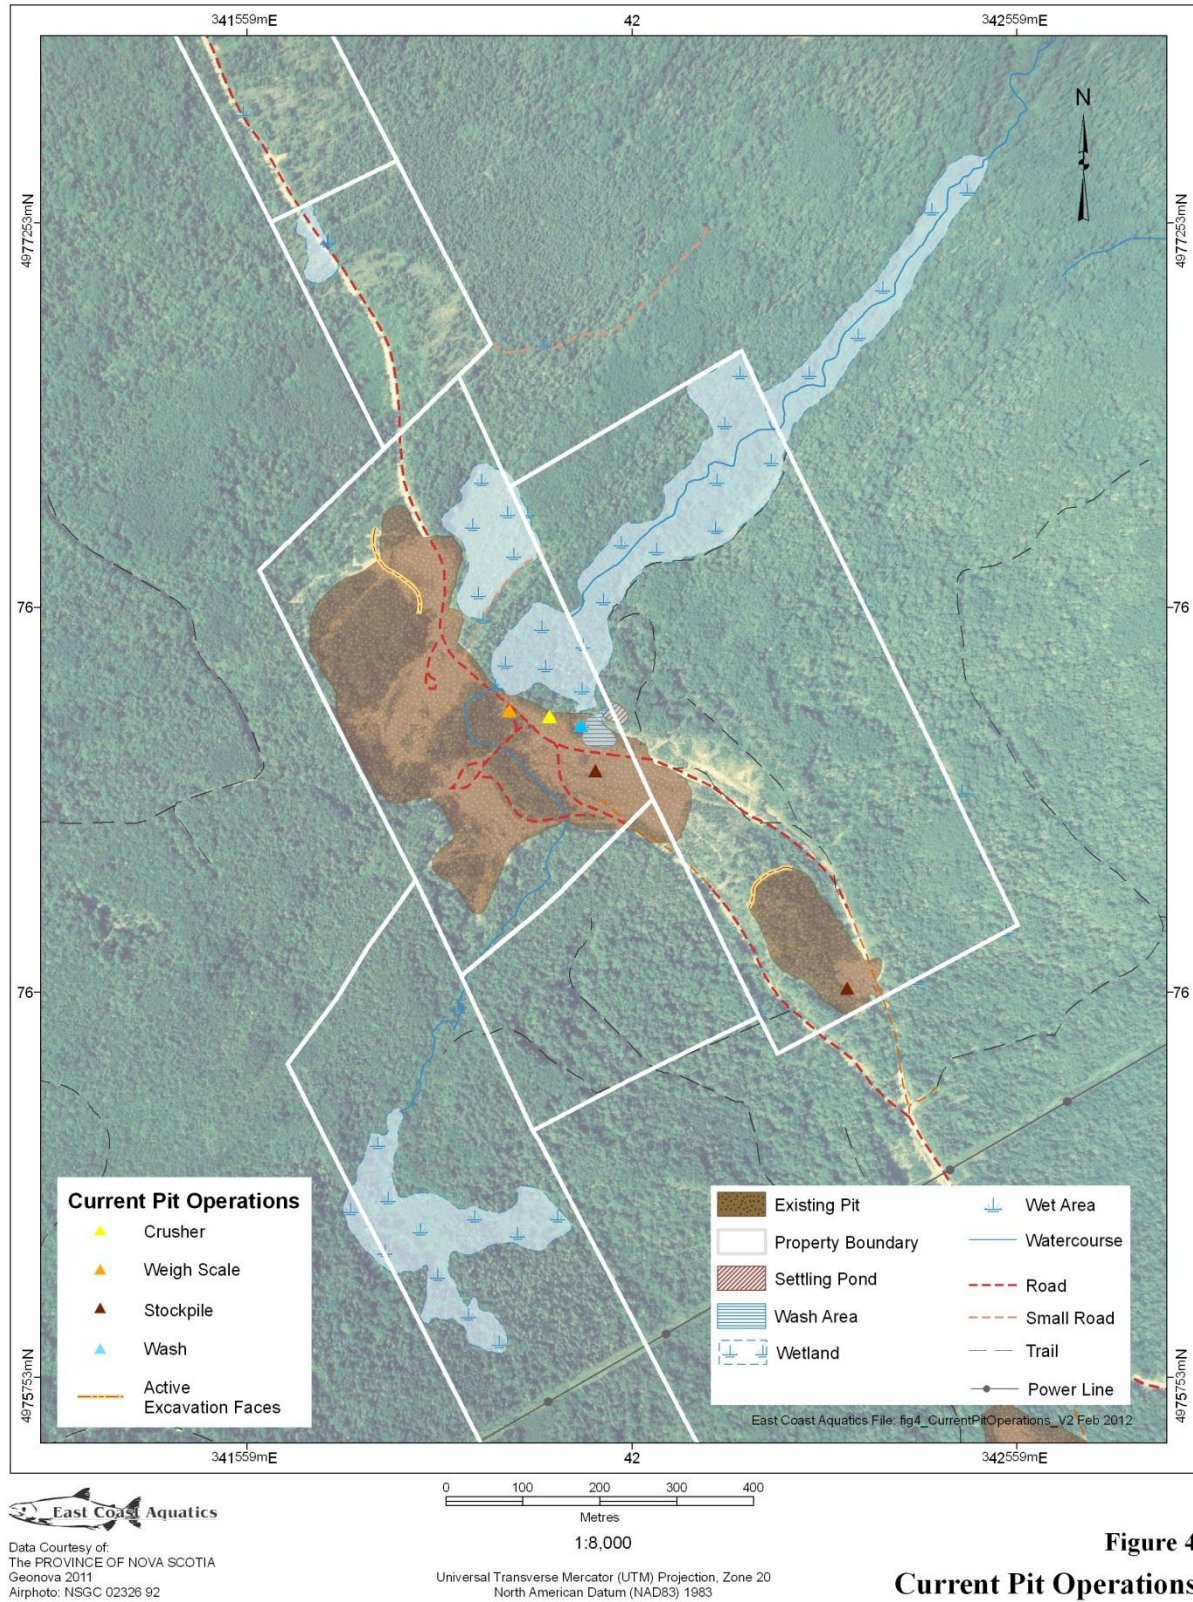 341559mE 42 342559mE
N
4977253mN 4977253mN
76 76
76 76
4975753mN 4975753mN
Current Pit Operations
Crusher
Weigh Scale
Stockpile
Wash
Active
Excavation Faces
Existing Pit
Property Boundary
Settling Pond
Wash Area
Wetland
Wet Area
Watercourse
Road
Small Road
Trail
Power Line
East Coast Aquatics File: fig4_CurrentPitOperations_V2 Feb 2012
341559mE 42 342559mE
East Coast Aquatics
Data Courtesy of:
The PROVINCE OF NOVA SCOTIA
Geonova 2011
Airphoto: NSGC 02326 92
0 100 200 300 400
Metres
1:8,000
Universal Transverse Mercator (UTM) Projection, Zone 20
North American Datum (NAD83) 1983
Figure 4
Current Pit Operations